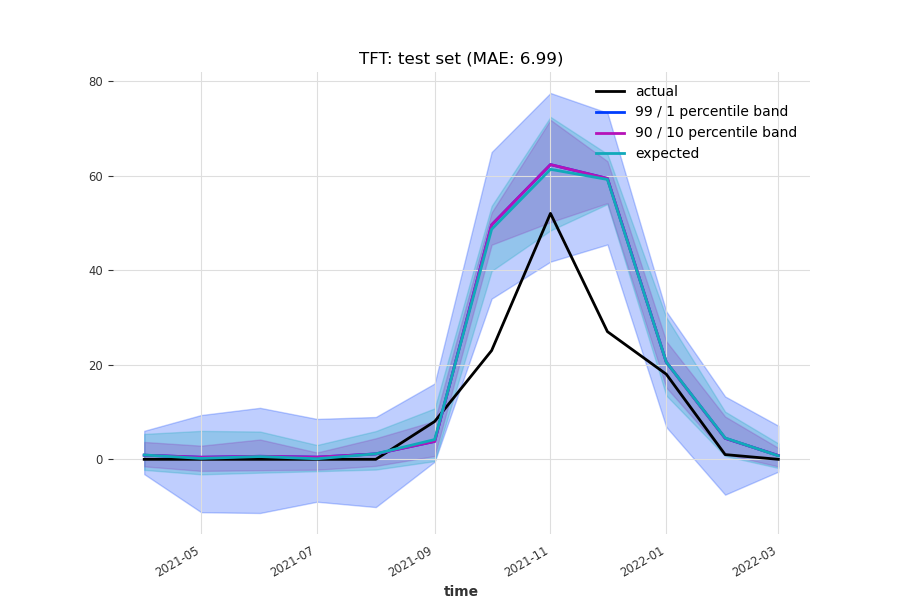 TFT: test set (MAE: 6.99)
actual
99 / 1 percentile band
90 / 10 percentile band
expected
80
60
40
20
0
2021-05
2021-07
2021-09
2021-11
2022-01
2022-03
time